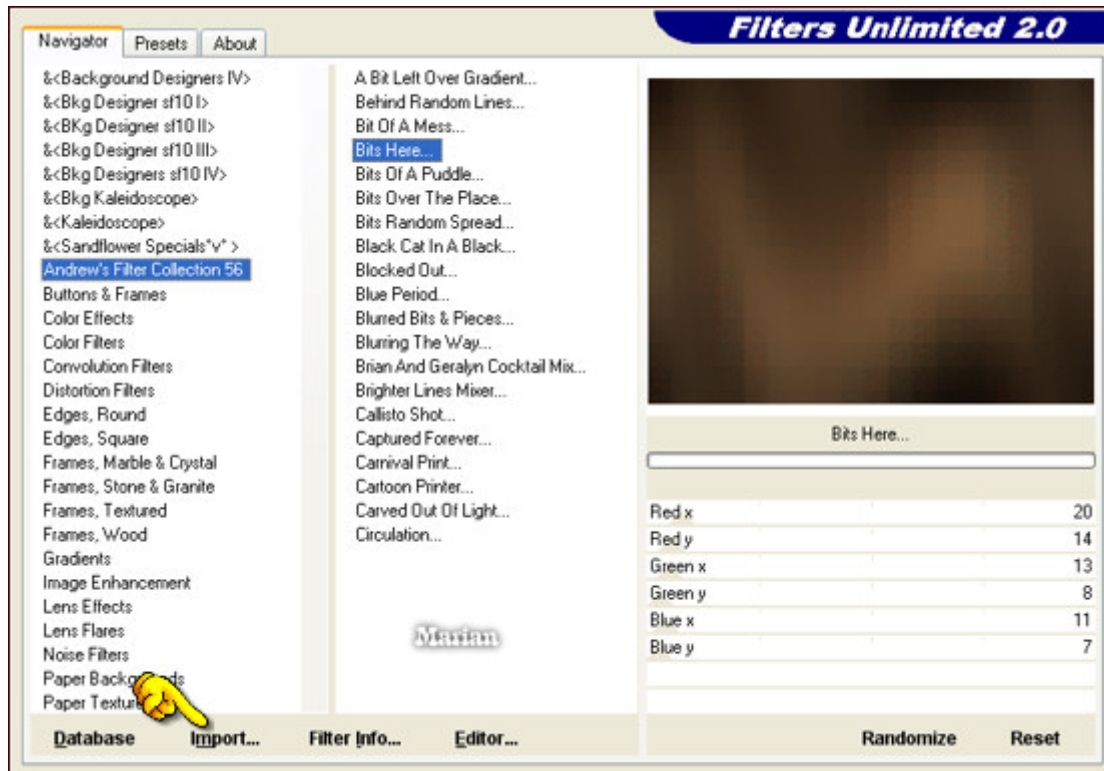 Filters Unlimited 2.0
Navigator Presets About
&<Background Designers IV>
&<Bkg Designer sf10 I>
&<BKg Designer sf10 II>
&<Bkg Designer sf10 III>
&<Bkg Designers sf10 IV>
&<Bkg Kaleidoscope>
&<Kaleidoscope>
&<Sandflower Specials"v" >
Andrew's Filter Collection 56
Buttons & Frames
Color Effects
Color Filters
Convolution Filters
Distortion Filters
Edges, Round
Edges, Square
Frames, Marble & Crystal
Frames, Stone & Granite
Frames, Textured
Frames, Wood
Gradients
Image Enhancement
Lens Effects
Lens Flares
Noise Filters
Paper Backgrounds
Paper Texture
A Bit Left Over Gradient...
Behind Random Lines...
Bit Of A Mess...
Bits Here...
Bits Of A Puddle...
Bits Over The Place...
Bits Random Spread...
Black Cat In A Black...
Blocked Out...
Blue Period...
Blurred Bits & Pieces...
Blurring The Way...
Brian And Geralyn Cocktail Mix...
Brighter Lines Mixer...
Callisto Shot...
Captured Forever...
Carnival Print...
Cartoon Printer...
Carved Out Of Light...
Circulation...
Marian
Bits Here...
Red x 20
Red y 14
Green x 13
Green y 8
Blue x 11
Blue y 7
Database Import... Filter Info... Editor... Randomize Reset